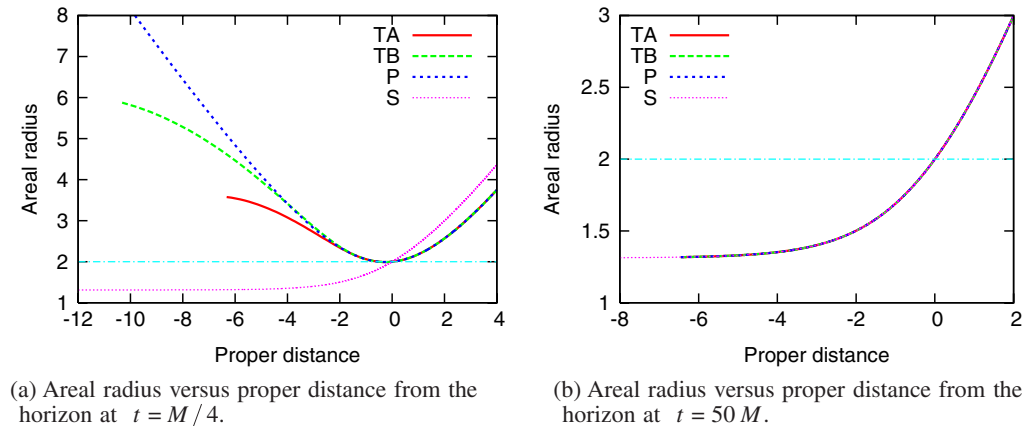 8
7
6
5
4
3
2
1
Areal radius
TA
TB
P
S
-12 -10 -8 -6 -4 -2 0 2 4
Proper distance
(a) Areal radius versus proper distance from the
horizon at t = M / 4.
3
2.5
2
1.5
1
Areal radius
TA
TB
P
S
-8 -6 -4 -2 0 2
Proper distance
(b) Areal radius versus proper distance from the
horizon at t = 50 M.